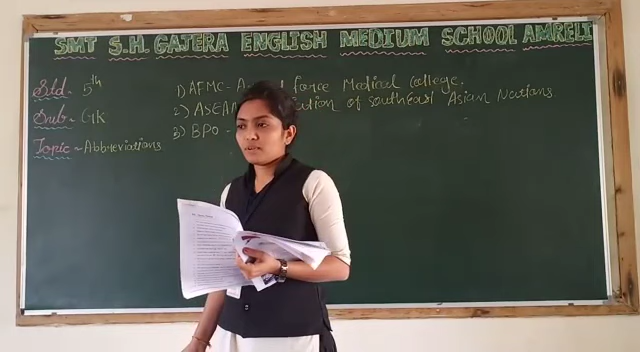 SMT S.H. GAJERA ENGLISH MEDIUM SCHOOL AMRELI
Std - 5th
Sub - GK
Topic - Abbreviations
1) AFMC - Force Medical college.
2) ASEAN of SouthEast Asian Nations
3) BPO -